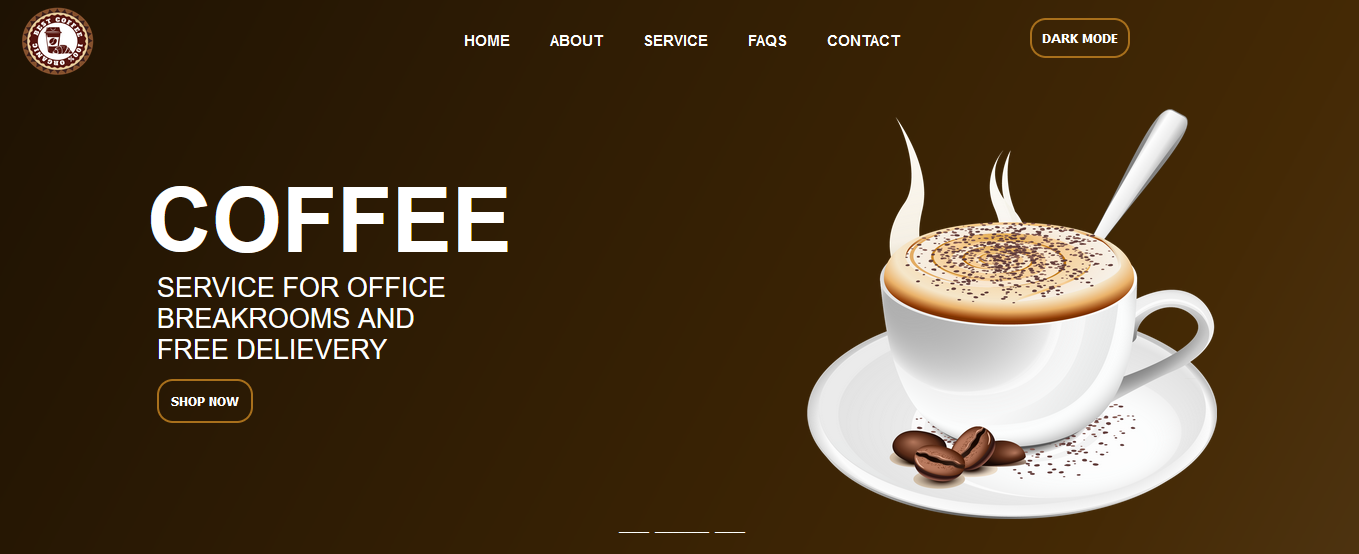 BEST COFFEE
100% ORGANIC
HOME ABOUT SERVICE FAQS CONTACT DARK MODE
COFFEE
SERVICE FOR OFFICE
BREAKROOMS AND
FREE DELIEVERY
SHOP NOW